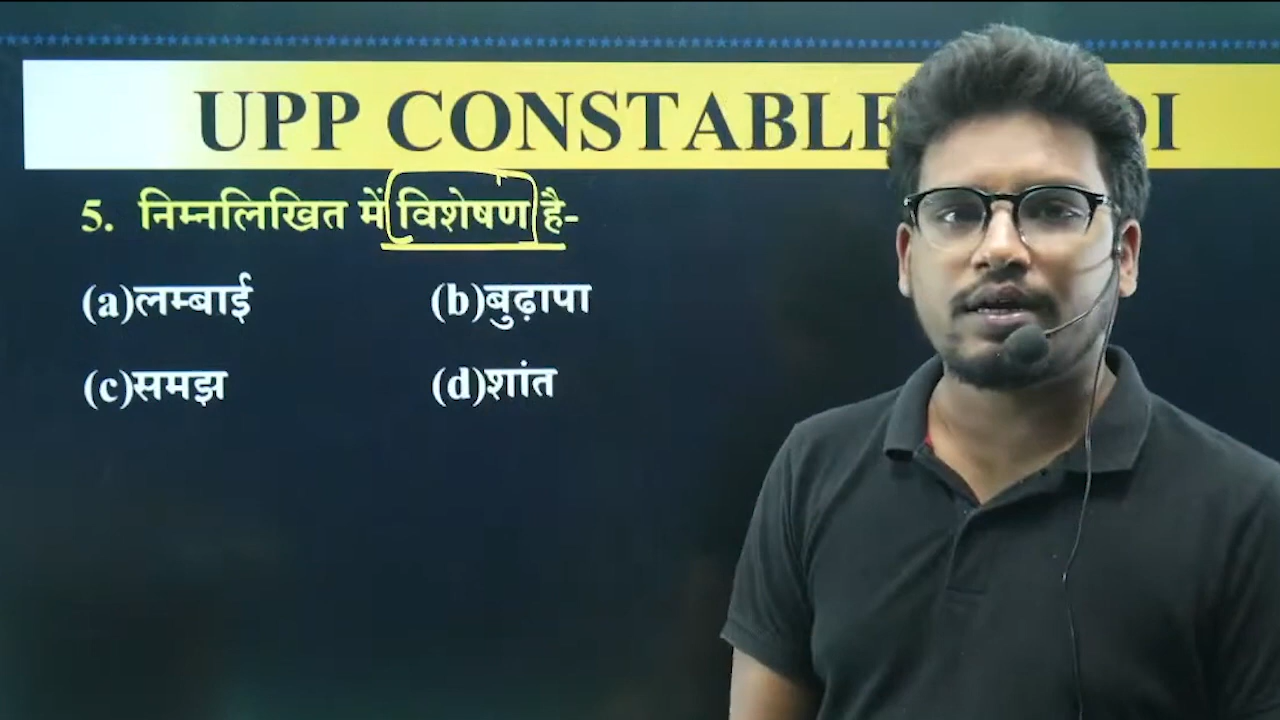 UPP CONSTABLE
5. निम्नलिखित में विशेषण है-
(a)लम्बाई (b)बुढ़ापा
(c)समझ (d)शांत